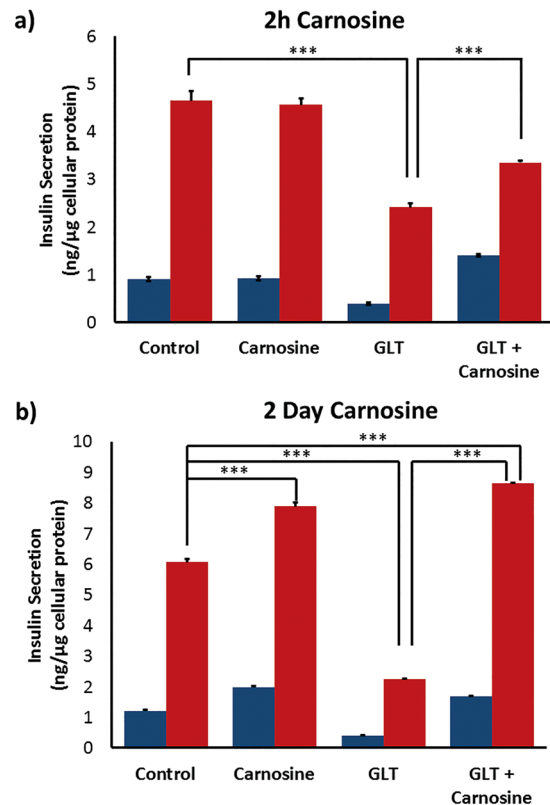 a)
2h Carnosine
Insulin Secretion
(ng/µg cellular protein)
6
5
4
3
2
1
0
***
***
Control
Carnosine
GLT
GLT +
Carnosine
b)
2 Day Carnosine
Insulin Secretion
(ng/µg cellular protein)
10
9
8
7
6
5
4
3
2
1
0
***
***
***
***
Control
Carnosine
GLT
GLT +
Carnosine